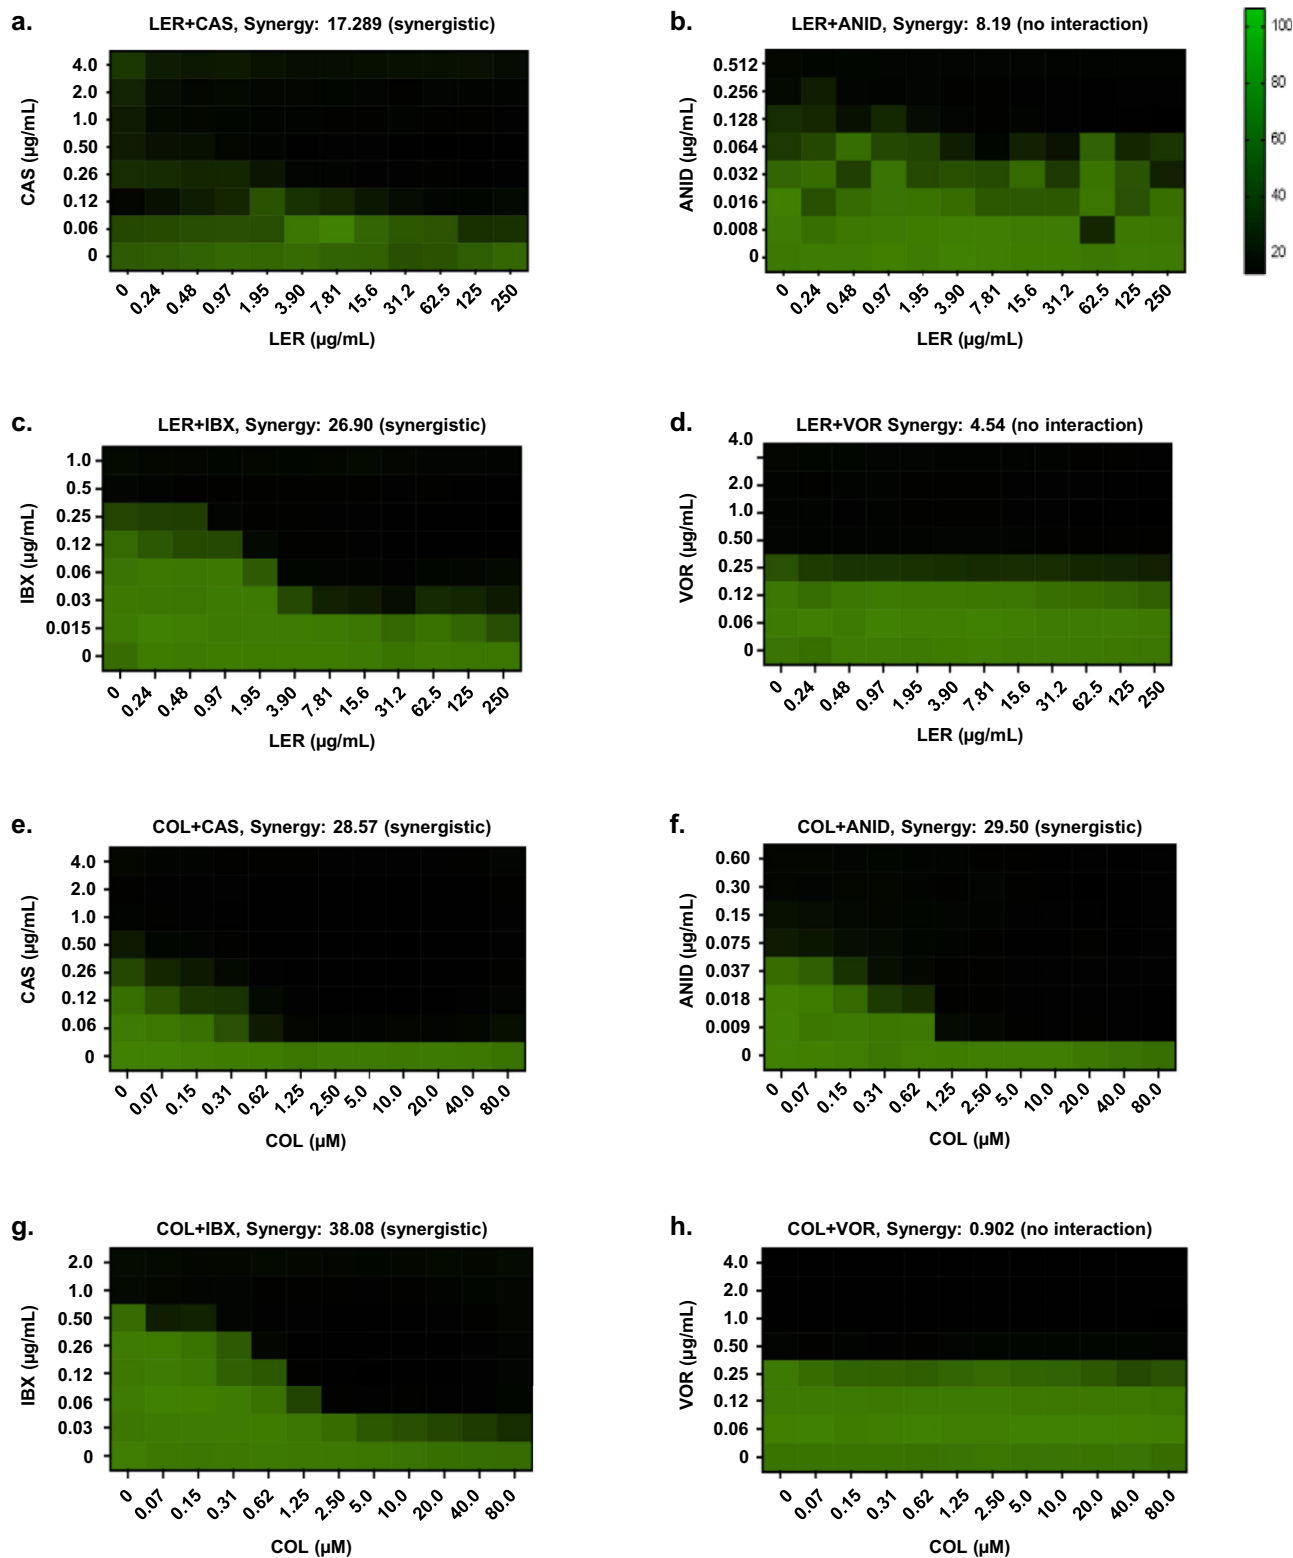 a.
LER+CAS, Synergy: 17.289 (synergistic)
CAS (µg/mL)
4.0
2.0
1.0
0.50
0.26
0.12
0.06
0
0 0.24 0.48 0.97 1.95 3.90 7.81 15.6 31.2 62.5 125 250
LER (µg/mL)
b.
LER+ANID, Synergy: 8.19 (no interaction)
ANID (µg/mL)
0.512
0.256
0.128
0.064
0.032
0.016
0.008
0
0 0.24 0.48 0.97 1.95 3.90 7.81 15.6 31.2 62.5 125 250
LER (µg/mL)
100
80
60
40
20
c.
LER+IBX, Synergy: 26.90 (synergistic)
IBX (µg/mL)
1.0
0.5
0.25
0.12
0.06
0.03
0.015
0
0 0.24 0.48 0.97 1.95 3.90 7.81 15.6 31.2 62.5 125 250
LER (µg/mL)
d.
LER+VOR Synergy: 4.54 (no interaction)
VOR (µg/mL)
4.0
2.0
1.0
0.50
0.25
0.12
0.06
0
0 0.24 0.48 0.97 1.95 3.90 7.81 15.6 31.2 62.5 125 250
LER (µg/mL)
e.
COL+CAS, Synergy: 28.57 (synergistic)
CAS (µg/mL)
4.0
2.0
1.0
0.50
0.26
0.12
0.06
0
0 0.07 0.15 0.31 0.62 1.25 2.50 5.0 10.0 20.0 40.0 80.0
COL (µM)
f.
COL+ANID, Synergy: 29.50 (synergistic)
ANID (µg/mL)
0.60
0.30
0.15
0.075
0.037
0.018
0.009
0
0 0.07 0.15 0.31 0.62 1.25 2.50 5.0 10.0 20.0 40.0 80.0
COL (µM)
g.
COL+IBX, Synergy: 38.08 (synergistic)
IBX (µg/mL)
2.0
1.0
0.50
0.26
0.12
0.06
0.03
0
0 0.07 0.15 0.31 0.62 1.25 2.50 5.0 10.0 20.0 40.0 80.0
COL (µM)
h.
COL+VOR, Synergy: 0.902 (no interaction)
VOR (µg/mL)
4.0
2.0
1.0
0.50
0.25
0.12
0.06
0
0 0.07 0.15 0.31 0.62 1.25 2.50 5.0 10.0 20.0 40.0 80.0
COL (µM)